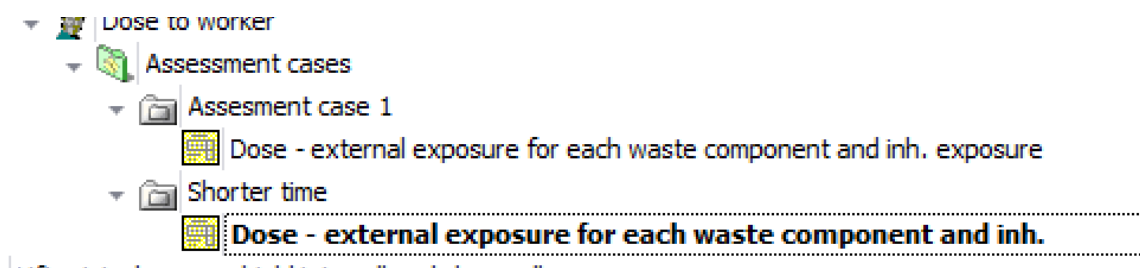 Dose to worker
Assessment cases
Assesment case 1
Dose - external exposure for each waste component and inh. exposure
Shorter time
Dose - external exposure for each waste component and inh.